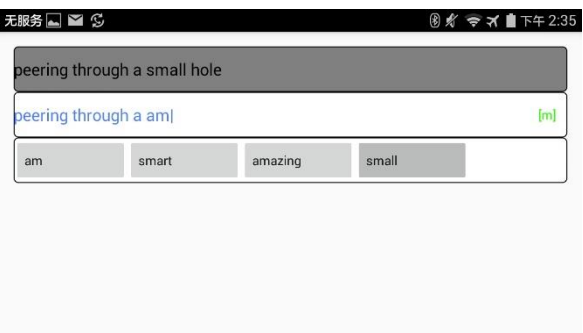 无服务 下午 2:35
peering through a small hole
peering through a am [m]
am smart amazing small